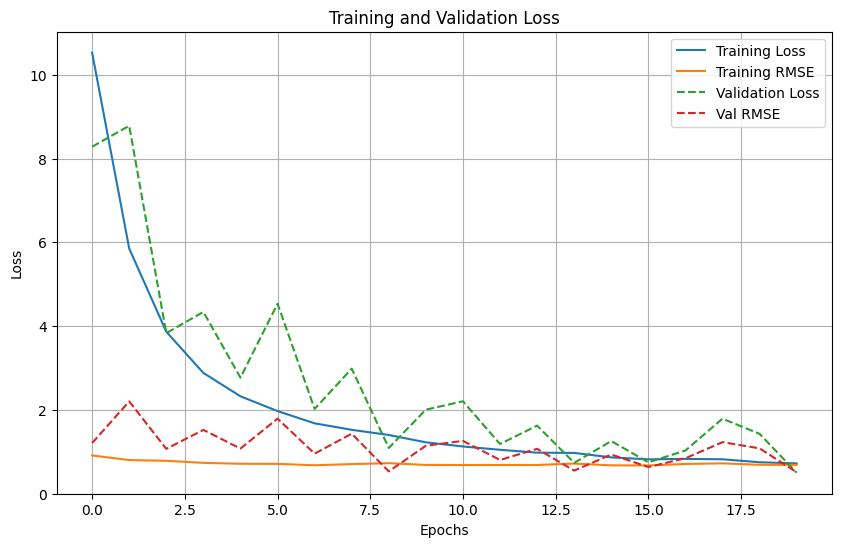 Training and Validation Loss
Training Loss
Training RMSE
Validation Loss
Val RMSE
Loss
10
8
6
4
2
0
0.0 2.5 5.0 7.5 10.0 12.5 15.0 17.5
Epochs